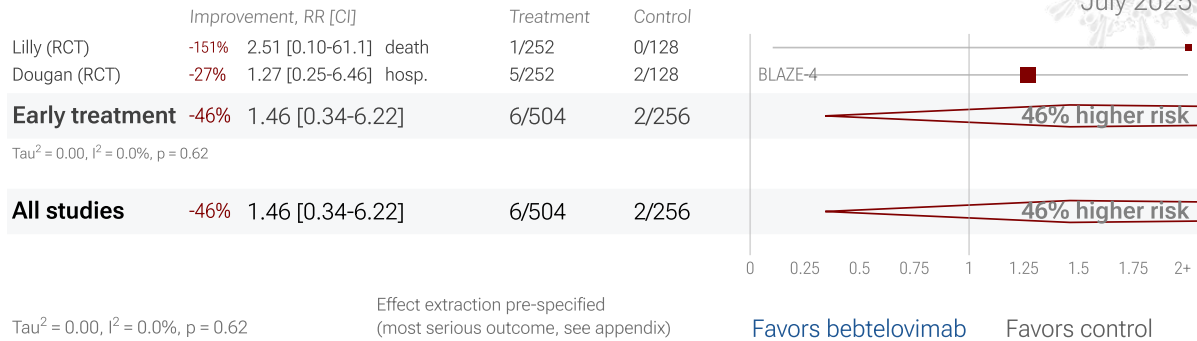 July 2025
Improvement, RR [CI] Treatment Control
Lilly (RCT) -151% 2.51 [0.10-61.1] death 1/252 0/128
Dougan (RCT) -27% 1.27 [0.25-6.46] hosp. 5/252 2/128 BLAZE-4
Early treatment -46% 1.46 [0.34-6.22] 6/504 2/256 46% higher risk
Tau² = 0.00, I² = 0.0%, p = 0.62
All studies -46% 1.46 [0.34-6.22] 6/504 2/256 46% higher risk
0 0.25 0.5 0.75 1 1.25 1.5 1.75 2+
Effect extraction pre-specified
Tau² = 0.00, I² = 0.0%, p = 0.62 (most serious outcome, see appendix) Favors bebtelovimab Favors control